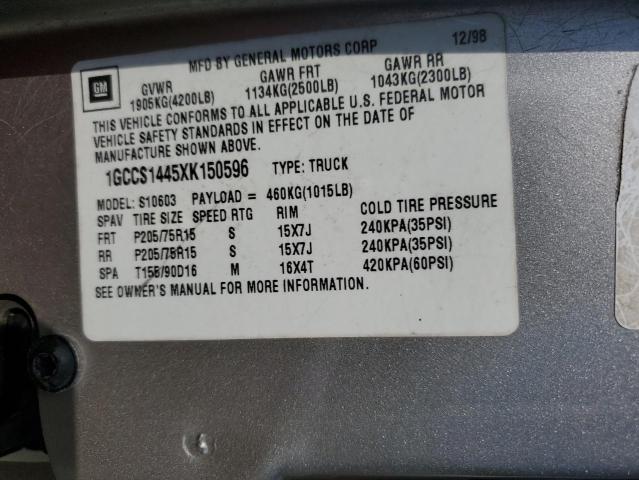 MFD BY GENERAL MOTORS CORP 12/98
GM
GVWR GAWR FRT GAWR RR
1905KG(4200LB) 1134KG(2500LB) 1043KG(2300LB)
THIS VEHICLE CONFORMS TO ALL APPLICABLE U.S. FEDERAL MOTOR
VEHICLE SAFETY STANDARDS IN EFFECT ON THE DATE OF
MANUFACTURE SHOWN ABOVE.
1GCCS1445XK150596 TYPE: TRUCK
MODEL: S10603 PAYLOAD = 460KG(1015LB)
SPAV TIRE SIZE SPEED RTG RIM COLD TIRE PRESSURE
FRT P205/75R15 S 15X7J 240KPA(35PSI)
RR P205/75R15 S 15X7J 240KPA(35PSI)
SPA T155/90D16 M 16X4T 420KPA(60PSI)
SEE OWNER'S MANUAL FOR MORE INFORMATION.